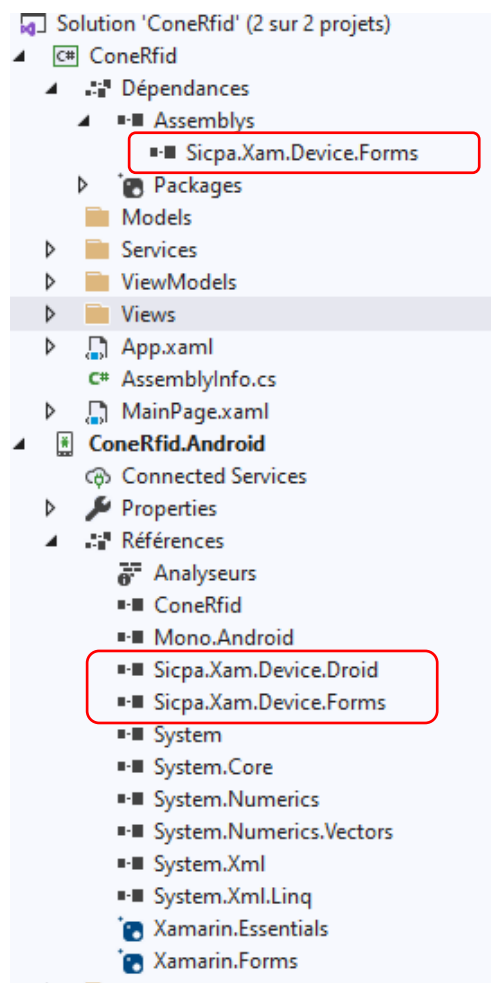 Solution 'ConeRfid' (2 sur 2 projets)
C# ConeRfid
Dépendances
Assemblys
Sicpa.Xam.Device.Forms
Packages
Models
Services
ViewModels
Views
App.xaml
C# AssemblyInfo.cs
MainPage.xaml
ConeRfid.Android
Connected Services
Properties
Références
Analyseurs
ConeRfid
Mono.Android
Sicpa.Xam.Device.Droid
Sicpa.Xam.Device.Forms
System
System.Core
System.Numerics
System.Numerics.Vectors
System.Xml
System.Xml.Linq
Xamarin.Essentials
Xamarin.Forms